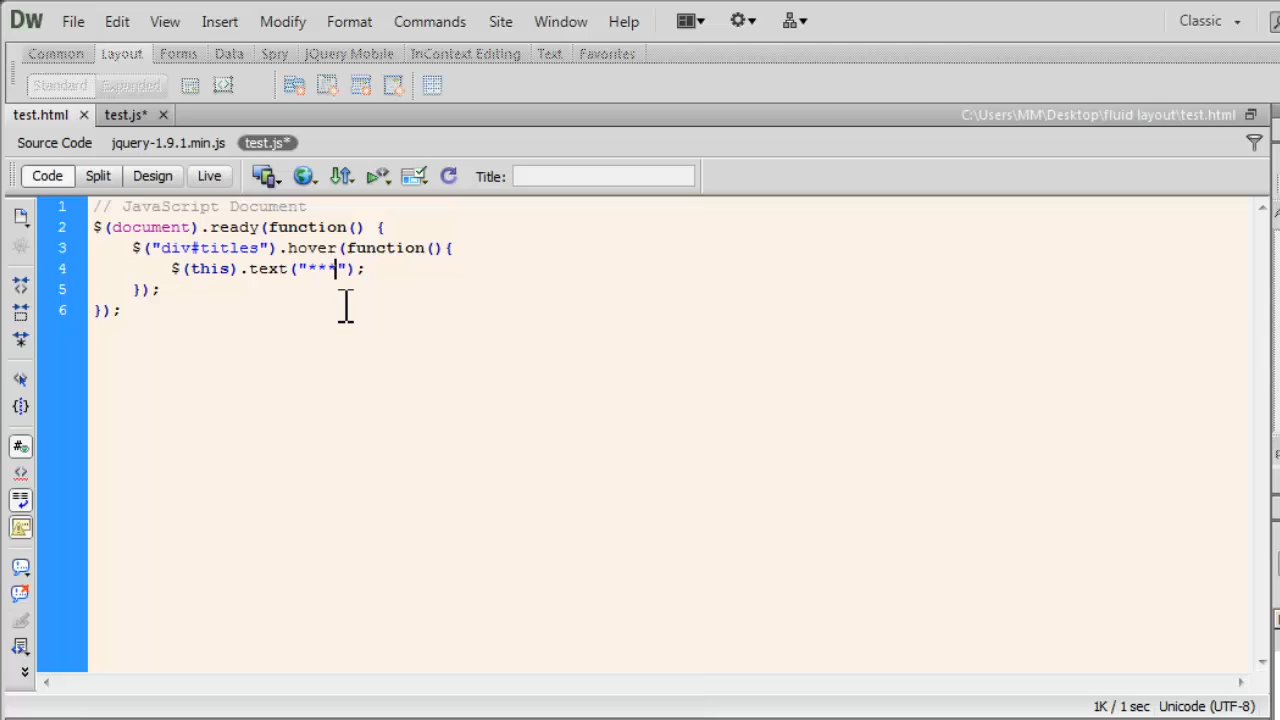 Dw File Edit View Insert Modify Format Commands Site Window Help Classic
Common Layout Forms Data Spry jQuery Mobile InContext Editing Text Favorites
Standard Expanded
test.html test.js* C:\Users\MM\Desktop\fluid layout\test.html
Source Code jquery-1.9.1.min.js test.js*
Code Split Design Live Title:
1 // JavaScript Document
2 $(document).ready(function() {
3 $("div#titles").hover(function(){
4 $(this).text("***");
5 });
6 });
1K / 1 sec Unicode (UTF-8)